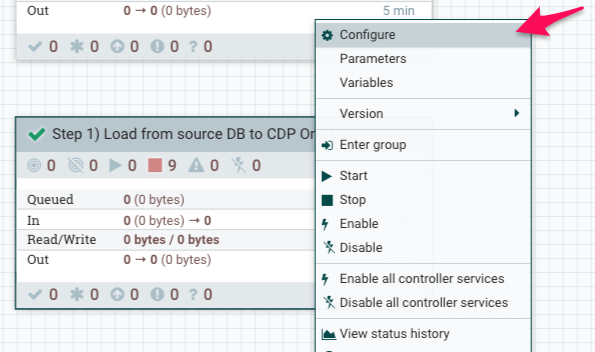 Out 0 → 0 (0 bytes) 5 min
0 0 0 0 ? 0
Step 1) Load from source DB to CDP
0 0 0 9 0 0
Queued 0 (0 bytes)
In 0 (0 bytes) → 0
Read/Write 0 bytes / 0 bytes
Out 0 → 0 (0 bytes)
0 0 0 0 ? 0
Configure
Parameters
Variables
Version
Enter group
Start
Stop
Enable
Disable
Enable all controller services
Disable all controller services
View status history